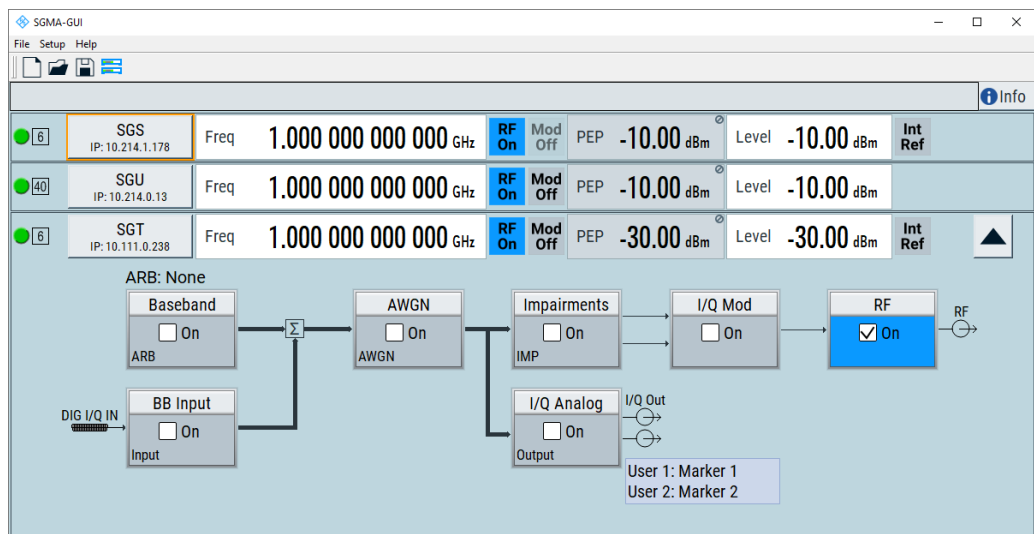 SGMA-GUI
File Setup Help
Info
6 SGS IP: 10.214.1.178 Freq 1.000 000 000 000 GHz RF On Mod Off PEP -10.00 dBm Level -10.00 dBm Int Ref
40 SGU IP: 10.214.0.13 Freq 1.000 000 000 000 GHz RF On Mod Off PEP -10.00 dBm Level -10.00 dBm
6 SGT IP: 10.111.0.238 Freq 1.000 000 000 000 GHz RF On Mod Off PEP -30.00 dBm Level -30.00 dBm Int Ref
ARB: None
Baseband AWGN Impairments I/Q Mod RF
On Σ On On On On RF
ARB AWGN IMP
BB Input I/Q Analog I/Q Out
DIG I/Q IN On On
Input Output
User 1: Marker 1
User 2: Marker 2